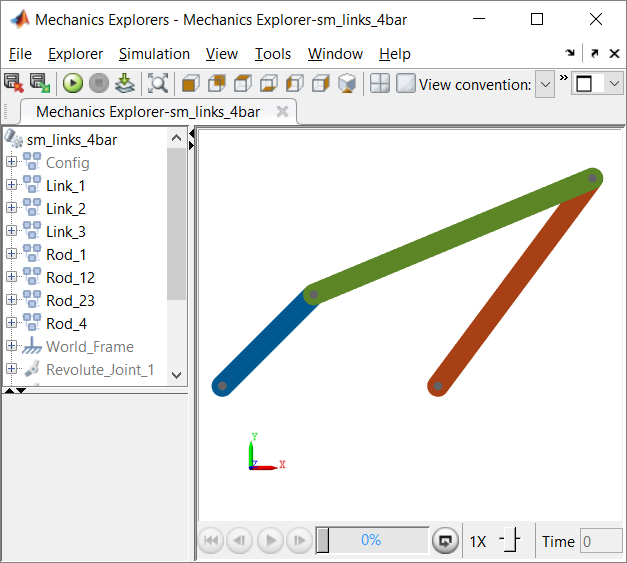 Mechanics Explorers - Mechanics Explorer-sm_links_4bar
File Explorer Simulation View Tools Window Help
View convention:
Mechanics Explorer-sm_links_4bar
sm_links_4bar
Config
Link_1
Link_2
Link_3
Rod_1
Rod_12
Rod_23
Rod_4
World_Frame
Revolute_Joint_1
Y
Z
X
0%
1X
Time 0